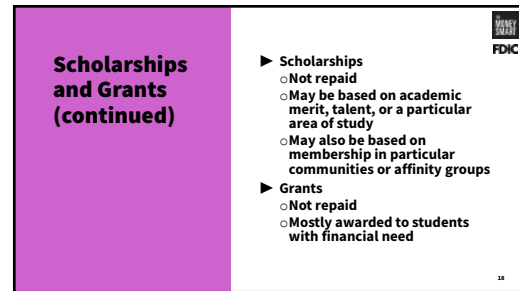 Scholarships
and Grants
(continued)
MONEY
SMART
FDIC
► Scholarships
○Not repaid
○May be based on academic
merit, talent, or a particular
area of study
○May also be based on
membership in particular
communities or affinity groups
► Grants
○Not repaid
○Mostly awarded to students
with financial need
18